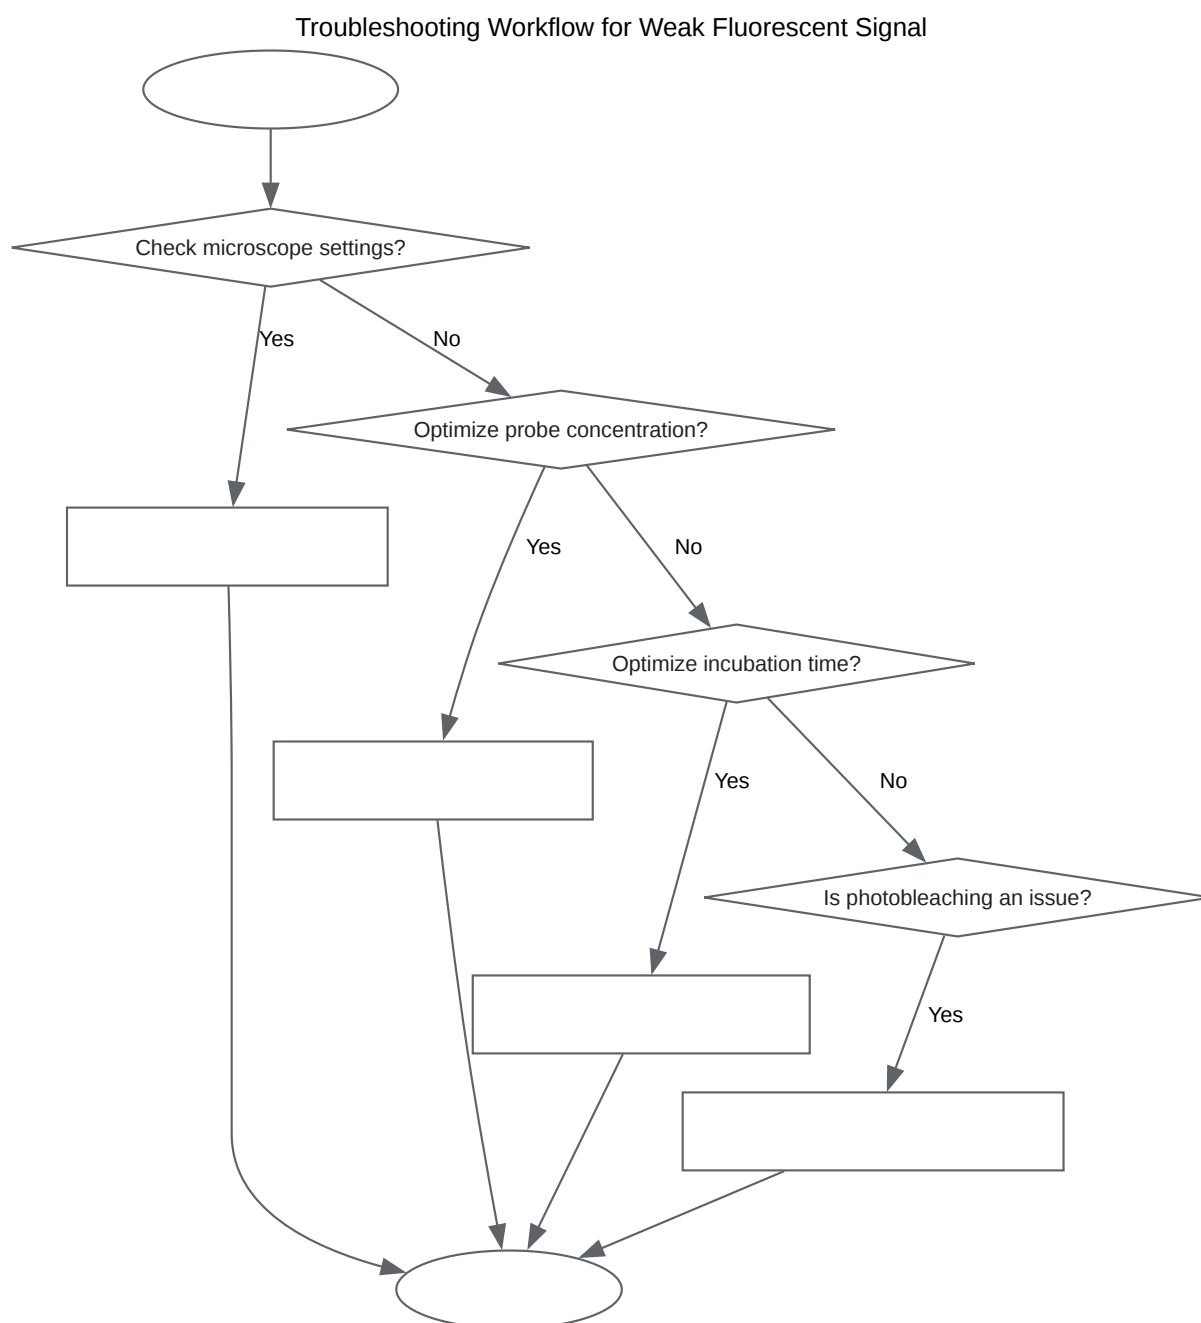 Troubleshooting Workflow for Weak Fluorescent Signal
Check microscope settings?
Yes
No
Optimize probe concentration?
Yes
No
Optimize incubation time?
Yes
No
Is photobleaching an issue?
Yes